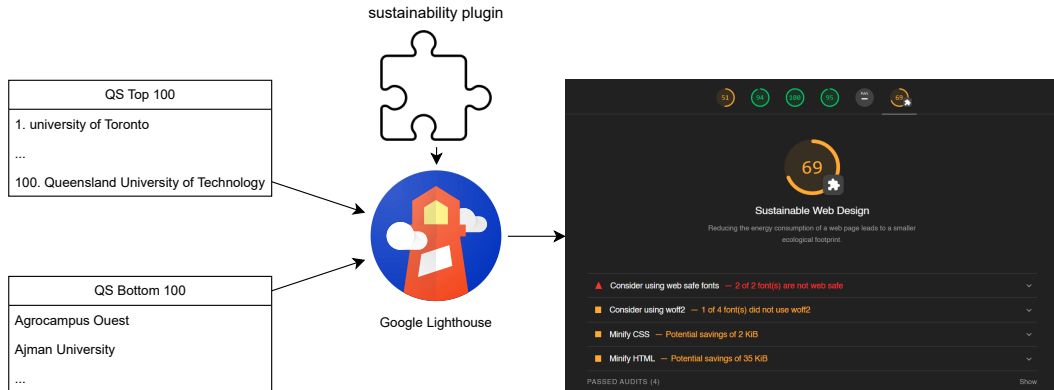 sustainability plugin
QS Top 100
1. university of Toronto
...
100. Queensland University of Technology
QS Bottom 100
Agrocampus Ouest
Ajman University
...
Google Lighthouse
51 94 100 95 69
69
Sustainable Web Design
Reducing the energy consumption of a web page leads to a smaller
ecological footprint.
Consider using web safe fonts — 2 of 2 font(s) are not web safe
Consider using woff2 — 1 of 4 font(s) did not use woff2
Minify CSS — Potential savings of 2 KiB
Minify HTML — Potential savings of 35 KiB
PASSED AUDITS (4) Show